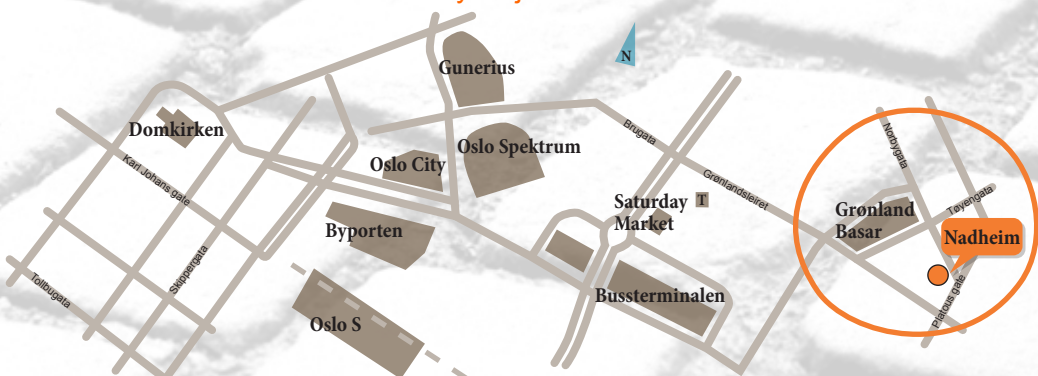 Gunerius
N
Domkirken
Brugata
Norbygata
Oslo City
Oslo Spektrum
Karl Johans gate
Grønlandsleiret
Saturday
Market
T
Tøyengata
Grønland
Basar
Byporten
Nadheim
Skippergata
Tollbugata
Bussterminalen
Platous gate
Oslo S